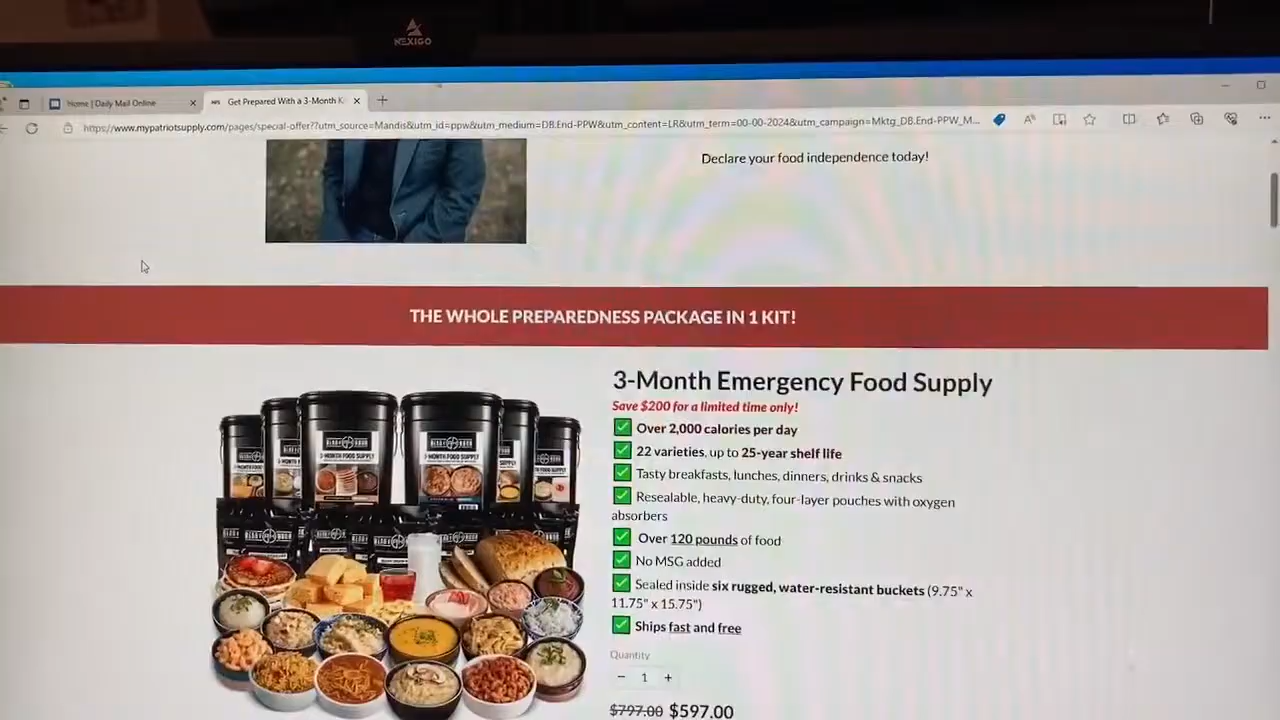 NEXIGO
Home | Daily Mail Online
Get Prepared With a 3-Month K
https://www.mypatriotsupply.com/pages/special-offer??utm_source=Mandis&utm_id=ppw&utm_medium=DB.End-PPW&utm_content=LR&utm_term=00-00-2024&utm_campaign=Mktg_DB.End-PPW_M...
Declare your food independence today!
THE WHOLE PREPAREDNESS PACKAGE IN 1 KIT!
3-Month Emergency Food Supply
Save $200 for a limited time only!
Over 2,000 calories per day
22 varieties, up to 25-year shelf life
Tasty breakfasts, lunches, dinners, drinks & snacks
Resealable, heavy-duty, four-layer pouches with oxygen
absorbers
Over 120 pounds of food
No MSG added
Sealed inside six rugged, water-resistant buckets (9.75" x
11.75" x 15.75")
Ships fast and free
Quantity
− 1 +
$797.00 $597.00